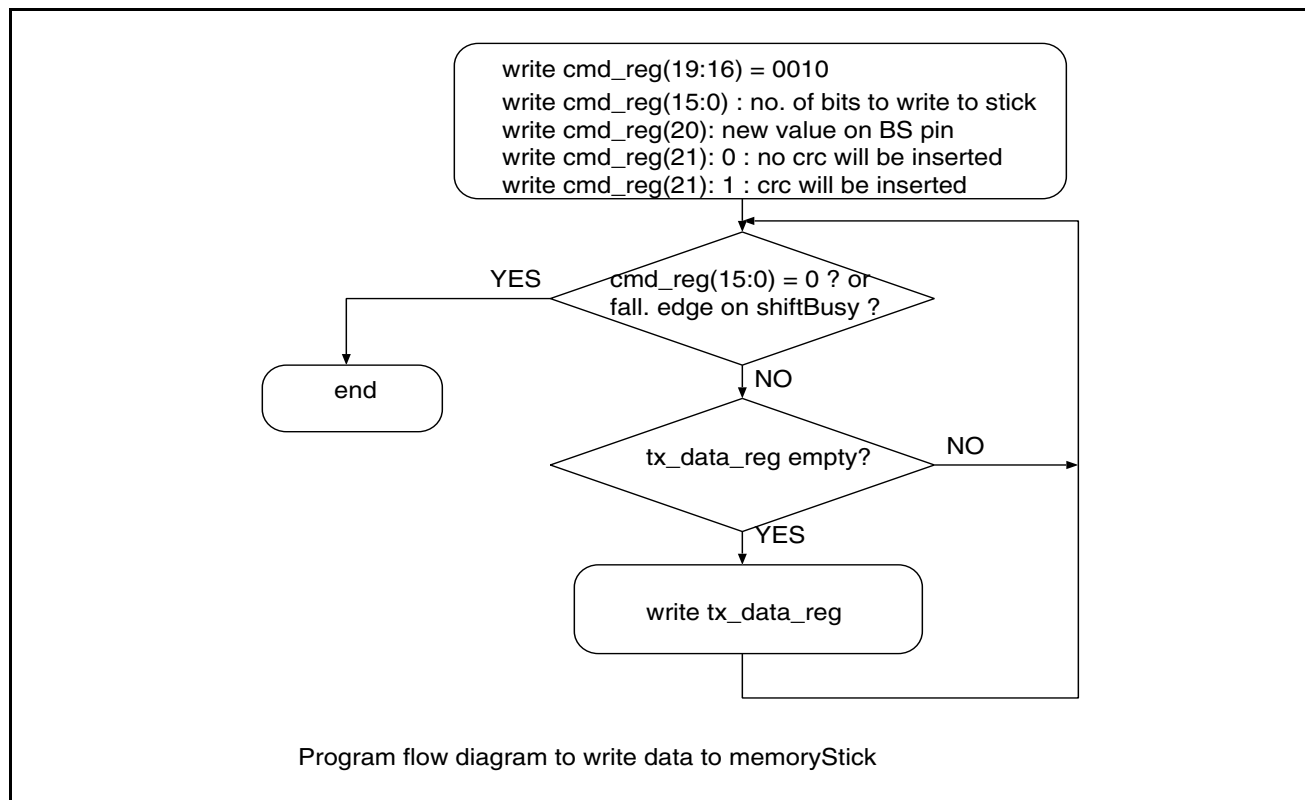 write cmd_reg(19:16) = 0010
write cmd_reg(15:0) : no. of bits to write to stick
write cmd_reg(20): new value on BS pin
write cmd_reg(21): 0 : no crc will be inserted
write cmd_reg(21): 1 : crc will be inserted
YES
cmd_reg(15:0) = 0 ? or
fall. edge on shiftBusy ?
end
NO
tx_data_reg empty?
NO
YES
write tx_data_reg
Program flow diagram to write data to memoryStick